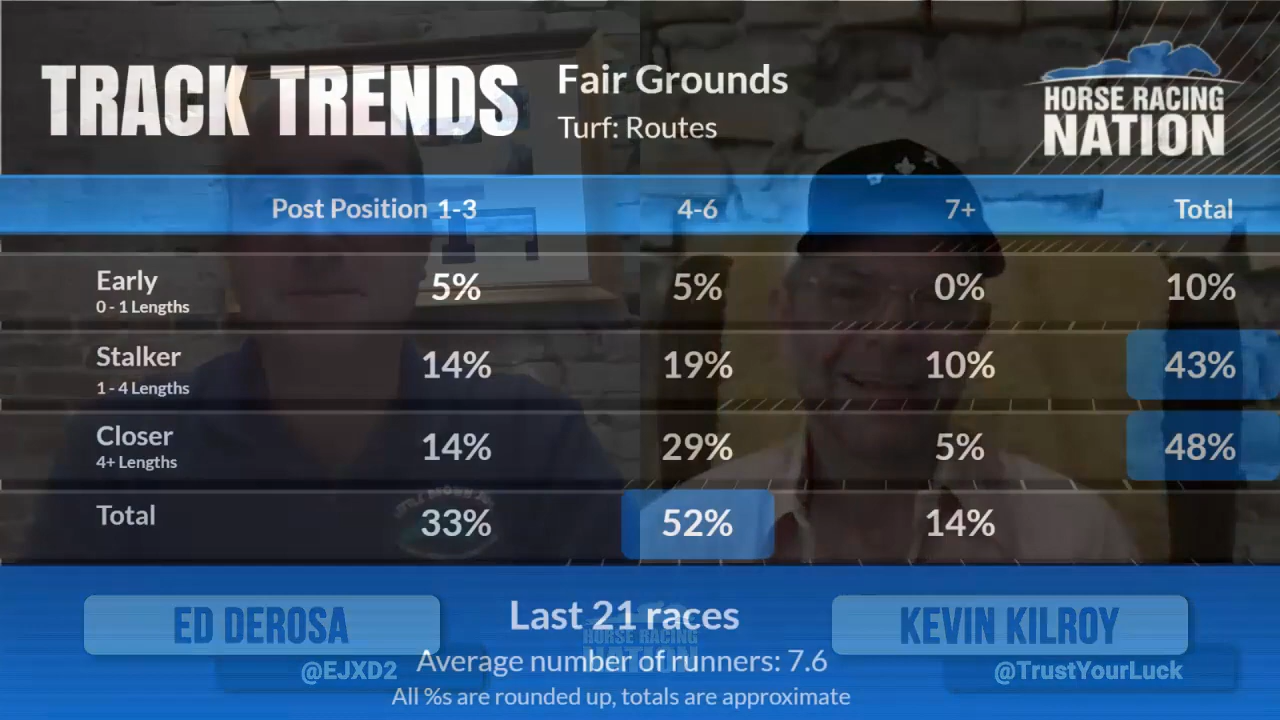 TRACK TRENDS
Fair Grounds
Turf: Routes
HORSE RACING
NATION
Post Position 1-3 4-6 7+ Total
Early 5% 5% 0% 10%
0 - 1 Lengths
Stalker 14% 19% 10% 43%
1 - 4 Lengths
Closer 14% 29% 5% 48%
4+ Lengths
Total 33% 52% 14%
Last 21 races
ED DEROSA
KEVIN KILROY
HORSE RACING
NATION
@EJXD2
Average number of runners: 7.6
@TrustYourLuck
All %s are rounded up, totals are approximate